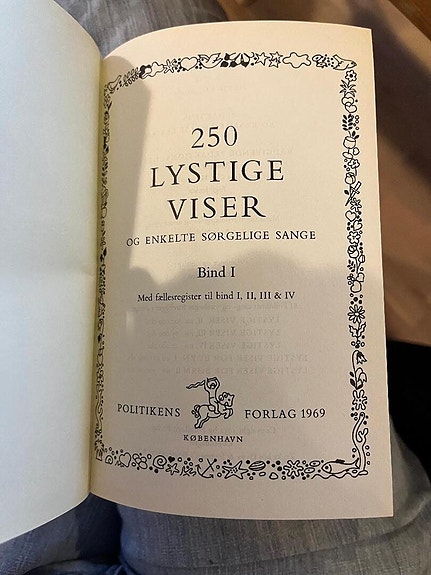 250
LYSTIGE
VISER
OG ENKELTE SØRGELIGE SANGE
Bind I
Med fællesregister til bind I, II, III & IV
POLITIKENS FORLAG 1969
KØBENHAVN